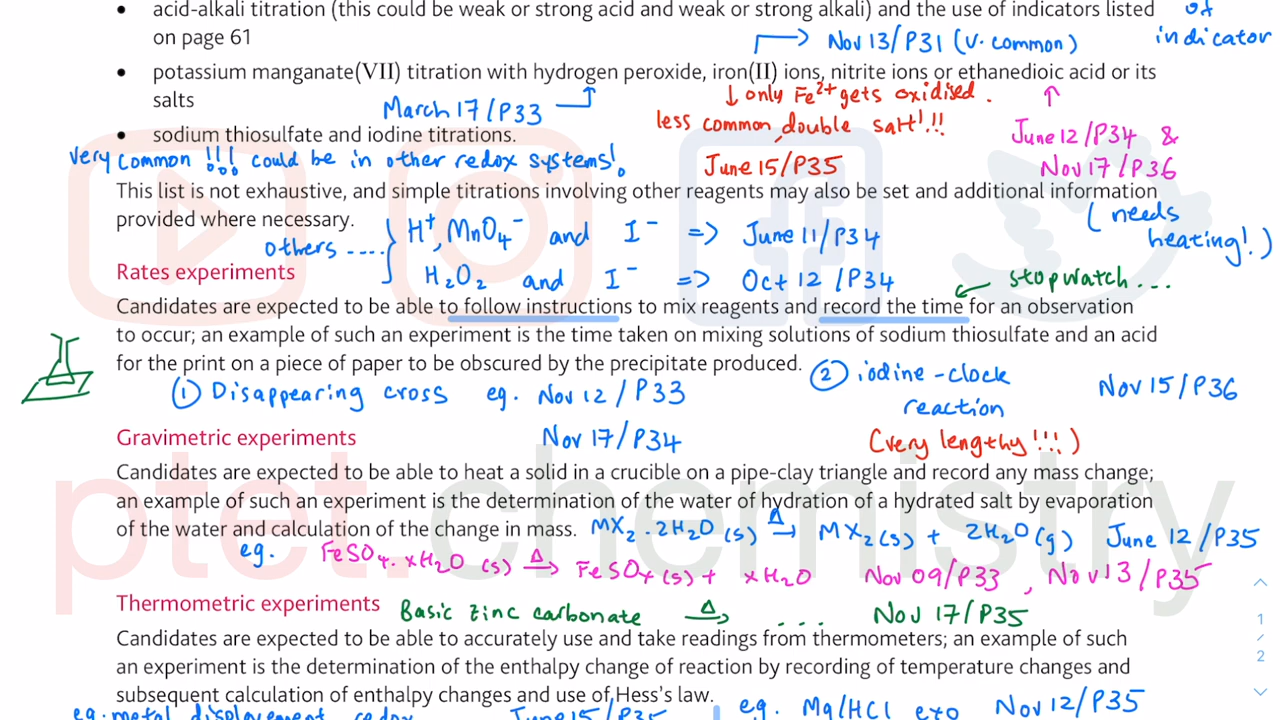 • acid-alkali titration (this could be weak or strong acid and weak or strong alkali) and the use of indicators listed
on page 61
of indicator
Nov 13/P31 (v. common)
• potassium manganate(VII) titration with hydrogen peroxide, iron(II) ions, nitrite ions or ethanedioic acid or its
salts
March 17/P33
↓ only Fe²⁺ gets oxidised.
less common, double salt!!!
June 15/P35
June 12/P34 &
Nov 17/P36
(needs heating!)
• sodium thiosulfate and iodine titrations.
very common !!! could be in other redox systems!
This list is not exhaustive, and simple titrations involving other reagents may also be set and additional information
provided where necessary.
others .... { H⁺, MnO₄⁻ and I⁻ => June 11/P34
H₂O₂ and I⁻ => Oct 12 /P34
Rates experiments
stopwatch...
Candidates are expected to be able to follow instructions to mix reagents and record the time for an observation
to occur; an example of such an experiment is the time taken on mixing solutions of sodium thiosulfate and an acid
for the print on a piece of paper to be obscured by the precipitate produced.
① Disappearing cross eg. Nov 12 / P33
Nov 17/P34
② iodine-clock
reaction
(very lengthy!!!)
Nov 15/P36
Gravimetric experiments
Candidates are expected to be able to heat a solid in a crucible on a pipe-clay triangle and record any mass change;
an example of such an experiment is the determination of the water of hydration of a hydrated salt by evaporation
of the water and calculation of the change in mass.
eg. MX₂.2H₂O (s) Δ→ MX₂(s) + 2H₂O(g) June 12 /P35
FeSO₄.xH₂O (s) Δ→ FeSO₄(s) + xH₂O Nov 09/P33, Nov 13/P35
Basic zinc carbonate Δ→ .... Nov 17/P35
Thermometric experiments
Candidates are expected to be able to accurately use and take readings from thermometers; an example of such
an experiment is the determination of the enthalpy change of reaction by recording of temperature changes and
subsequent calculation of enthalpy changes and use of Hess's law.
eg. metal displacement redox June 15/P35
eg. Mg/HCl etc Nov 12/P35
ptet.chemistry
1
/
2